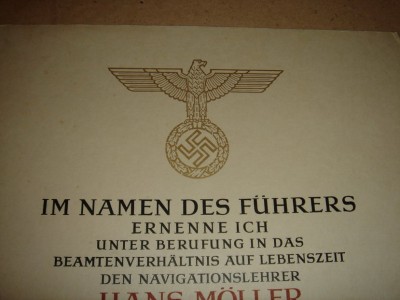 IM NAMEN DES FÜHRERS
ERNENNE ICH
UNTER BERUFUNG IN DAS
BEAMTENVERHÄLTNIS AUF LEBENSZEIT
DEN NAVIGATIONSLEHRER
HANS MÖLLER